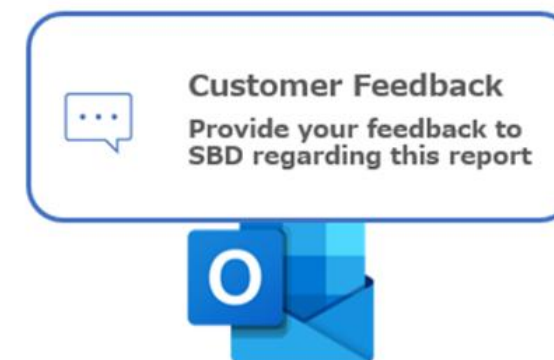 Customer Feedback
Provide your feedback to
SBD regarding this report
O